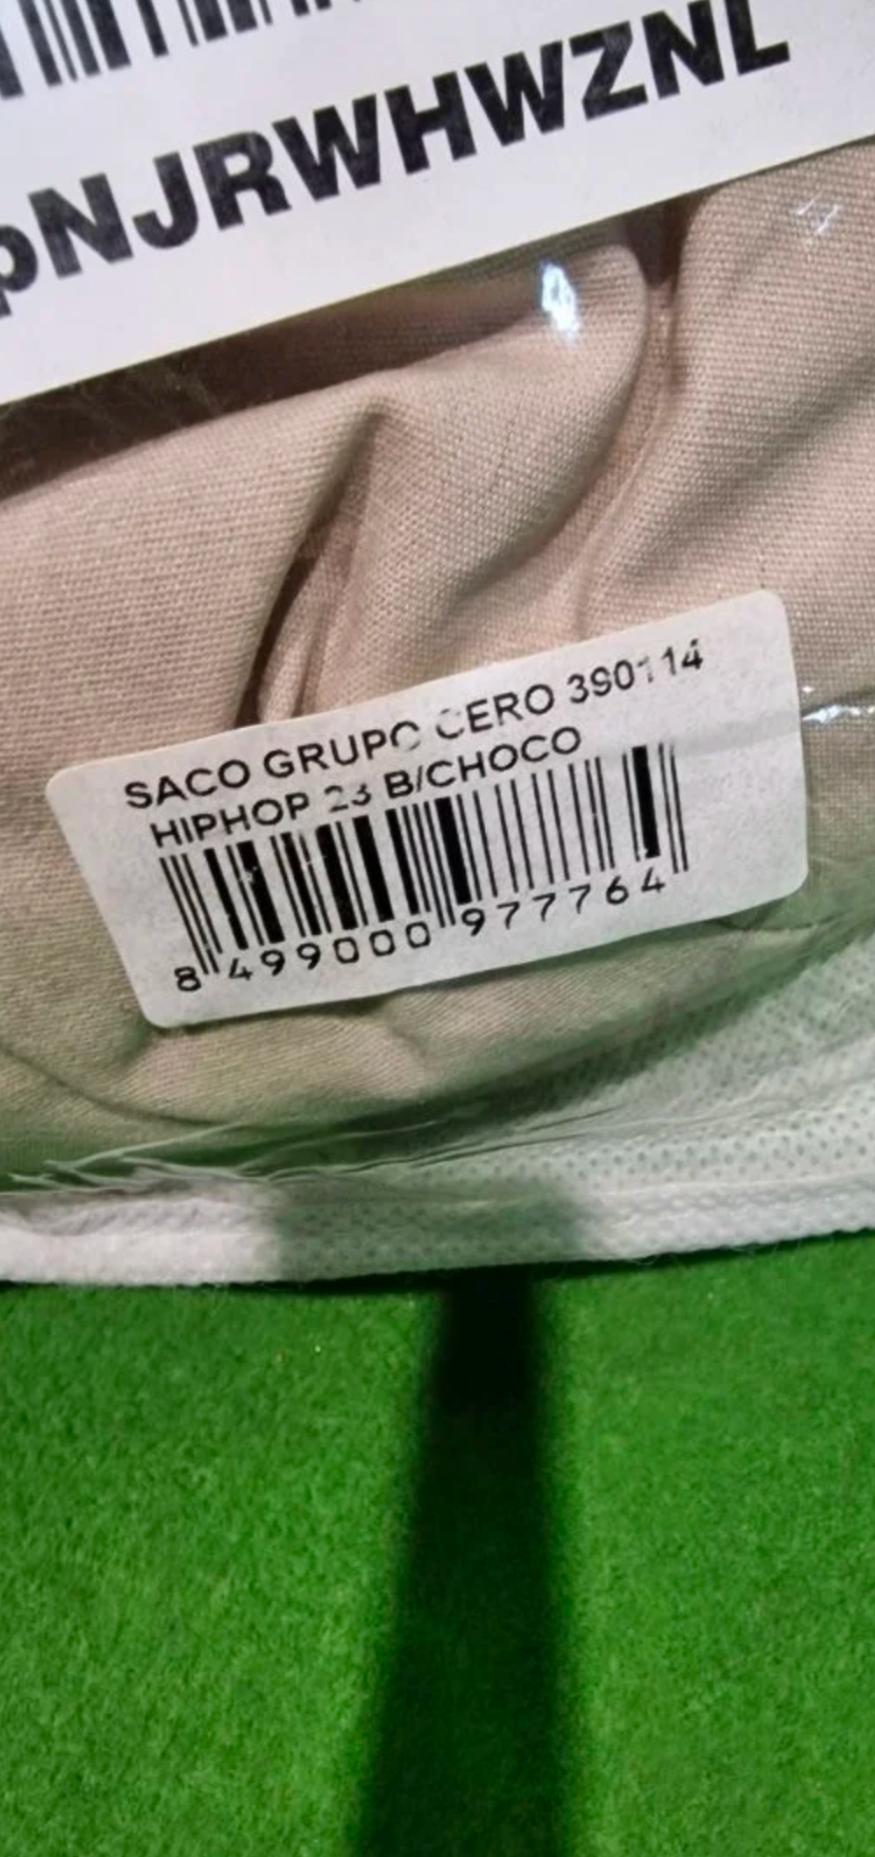 pNJRWHWZNL
SACO GRUPO CERO 390114
HIPHOP 23 B/CHOCO
8 499000 977764